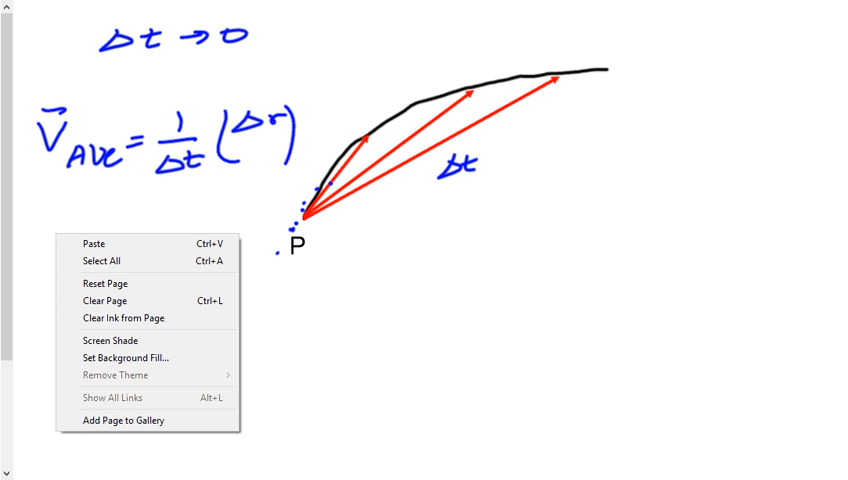 Δt → 0
V⃗AVE = 1/Δt (Δr)
Δt
P
Paste Ctrl+V
Select All Ctrl+A
Reset Page
Clear Page Ctrl+L
Clear Ink from Page
Screen Shade
Set Background Fill...
Remove Theme
Show All Links Alt+L
Add Page to Gallery